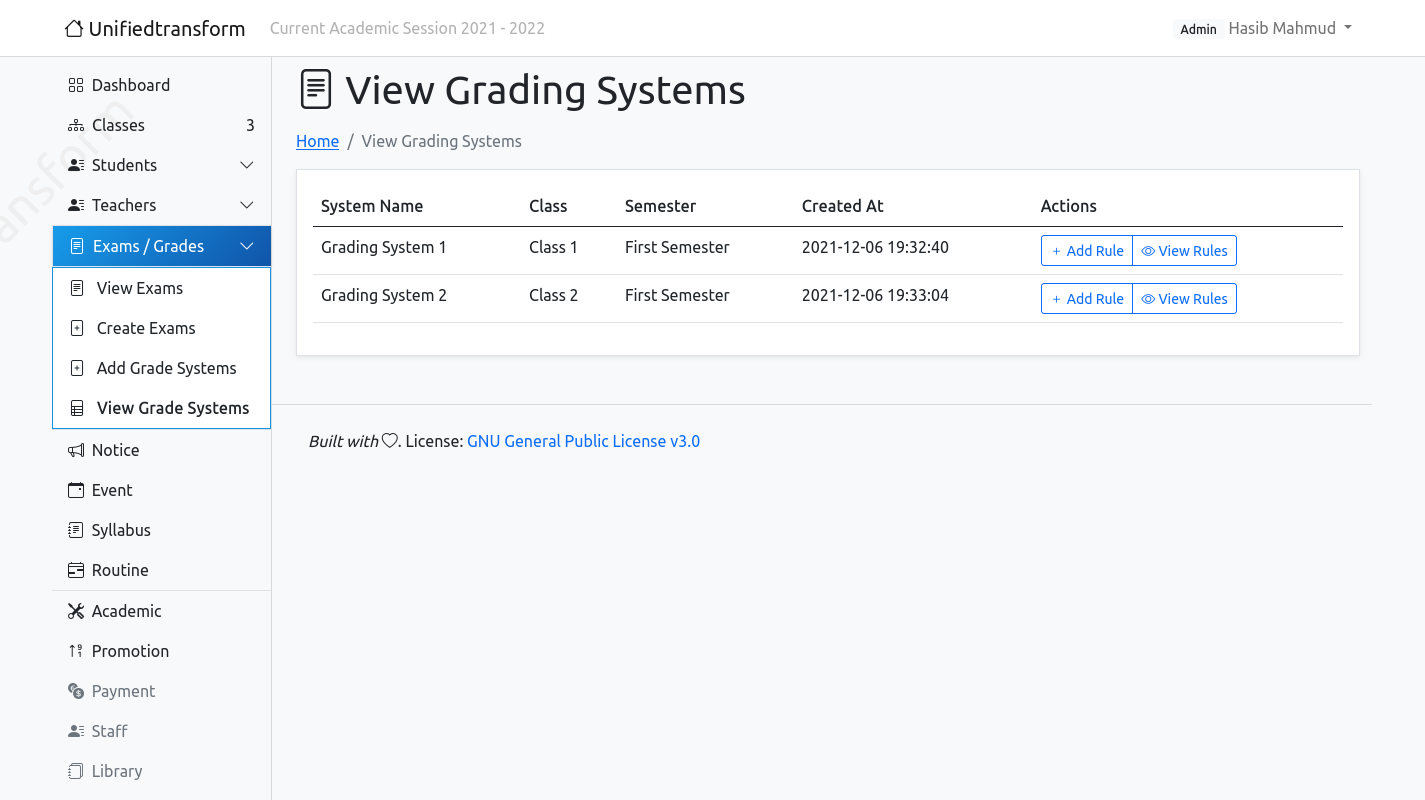 Unifiedtransform Current Academic Session 2021 - 2022 Admin Hasib Mahmud
Dashboard
Classes 3
Students
Teachers
Exams / Grades
View Exams
Create Exams
Add Grade Systems
View Grade Systems
Notice
Event
Syllabus
Routine
Academic
Promotion
Payment
Staff
Library
View Grading Systems
Home / View Grading Systems
System Name Class Semester Created At Actions
Grading System 1 Class 1 First Semester 2021-12-06 19:32:40 + Add Rule View Rules
Grading System 2 Class 2 First Semester 2021-12-06 19:33:04 + Add Rule View Rules
Built with ♡. License: GNU General Public License v3.0
ansform